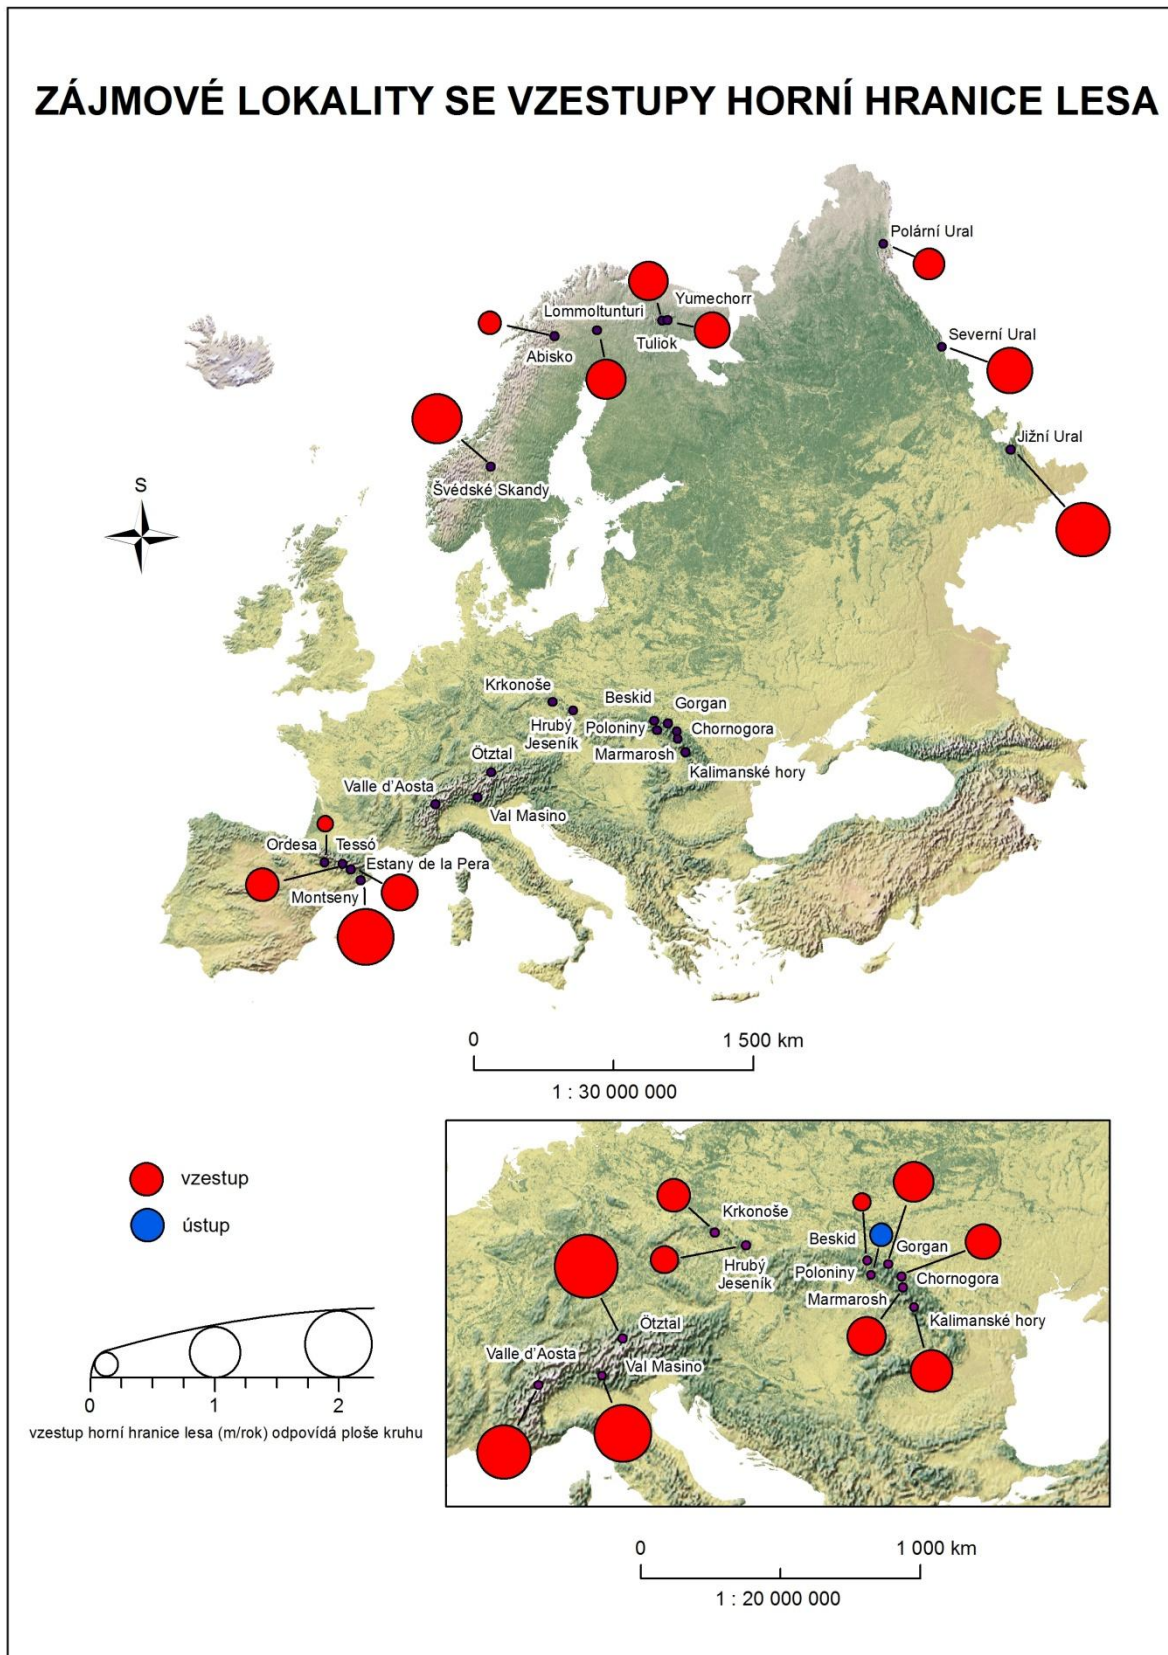 ZÁJMOVÉ LOKALITY SE VZESTUPY HORNÍ HRANICE LESA
Polární Ural
Yumechorr
Lommoltunturi
Tuliok
Abisko
Severní Ural
Jižní Ural
Švédské Skandy
S
Krkonoše
Hrubý
Jeseník
Beskid
Gorgan
Poloniny
Chornogora
Marmarosh
Kalimanské hory
Ötztal
Valle d'Aosta
Val Masino
Ordesa
Tessó
Estany de la Pera
Montseny
0
1 500 km
1 : 30 000 000
vzestup
ústup
0
1
2
vzestup horní hranice lesa (m/rok) odpovídá ploše kruhu
Krkonoše
Hrubý
Jeseník
Beskid
Gorgan
Poloniny
Chornogora
Marmarosh
Kalimanské hory
Ötztal
Valle d'Aosta
Val Masino
0
1 000 km
1 : 20 000 000